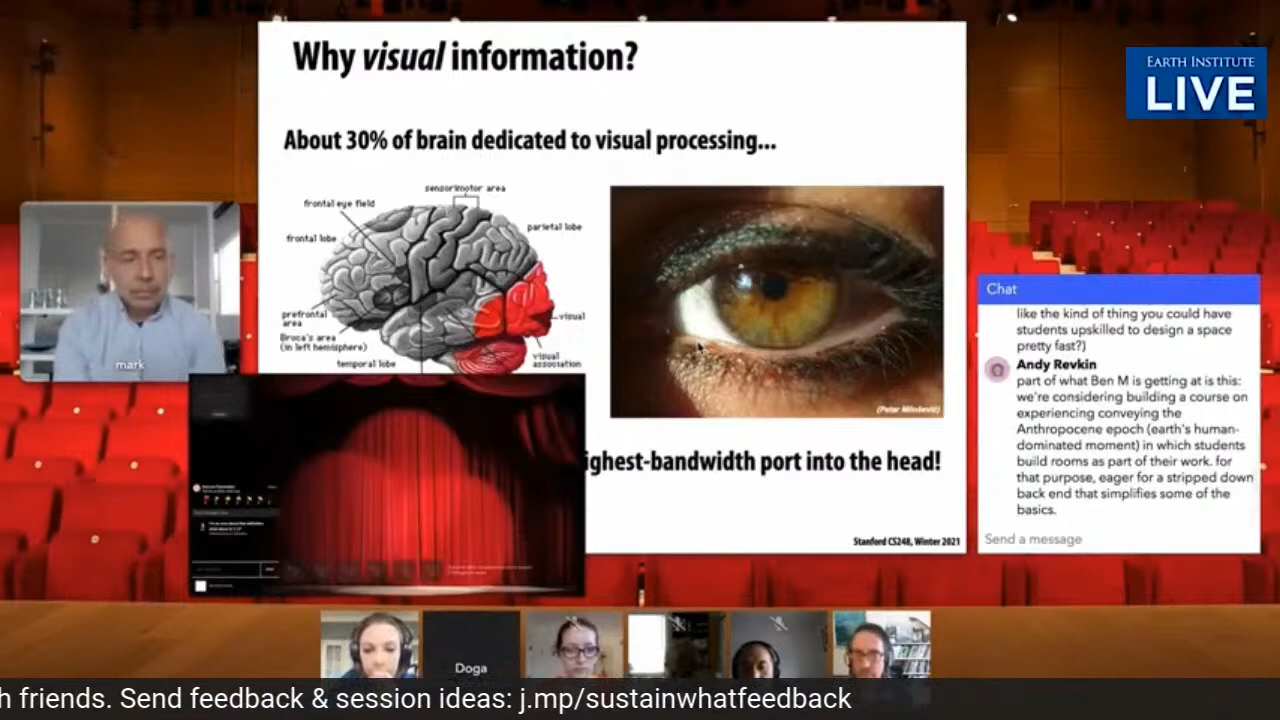 Why visual information?
EARTH INSTITUTE
LIVE
About 30% of brain dedicated to visual processing...
sensorimotor area
frontal eye field
parietal lobe
frontal lobe
prefrontal
area
Broca's area
(in left hemisphere)
temporal lobe
visual
visual
association
(Petar Milošević)
mark
ighest-bandwidth port into the head!
Stanford CS248, Winter 2021
Chat
like the kind of thing you could have
students upskilled to design a space
pretty fast?)
Andy Revkin
part of what Ben M is getting at is this:
we're considering building a course on
experiencing conveying the
Anthropocene epoch (earth's human-
dominated moment) in which students
build rooms as part of their work. for
that purpose, eager for a stripped down
back end that simplifies some of the
basics.
Send a message
Doga
h friends. Send feedback & session ideas: j.mp/sustainwhatfeedback